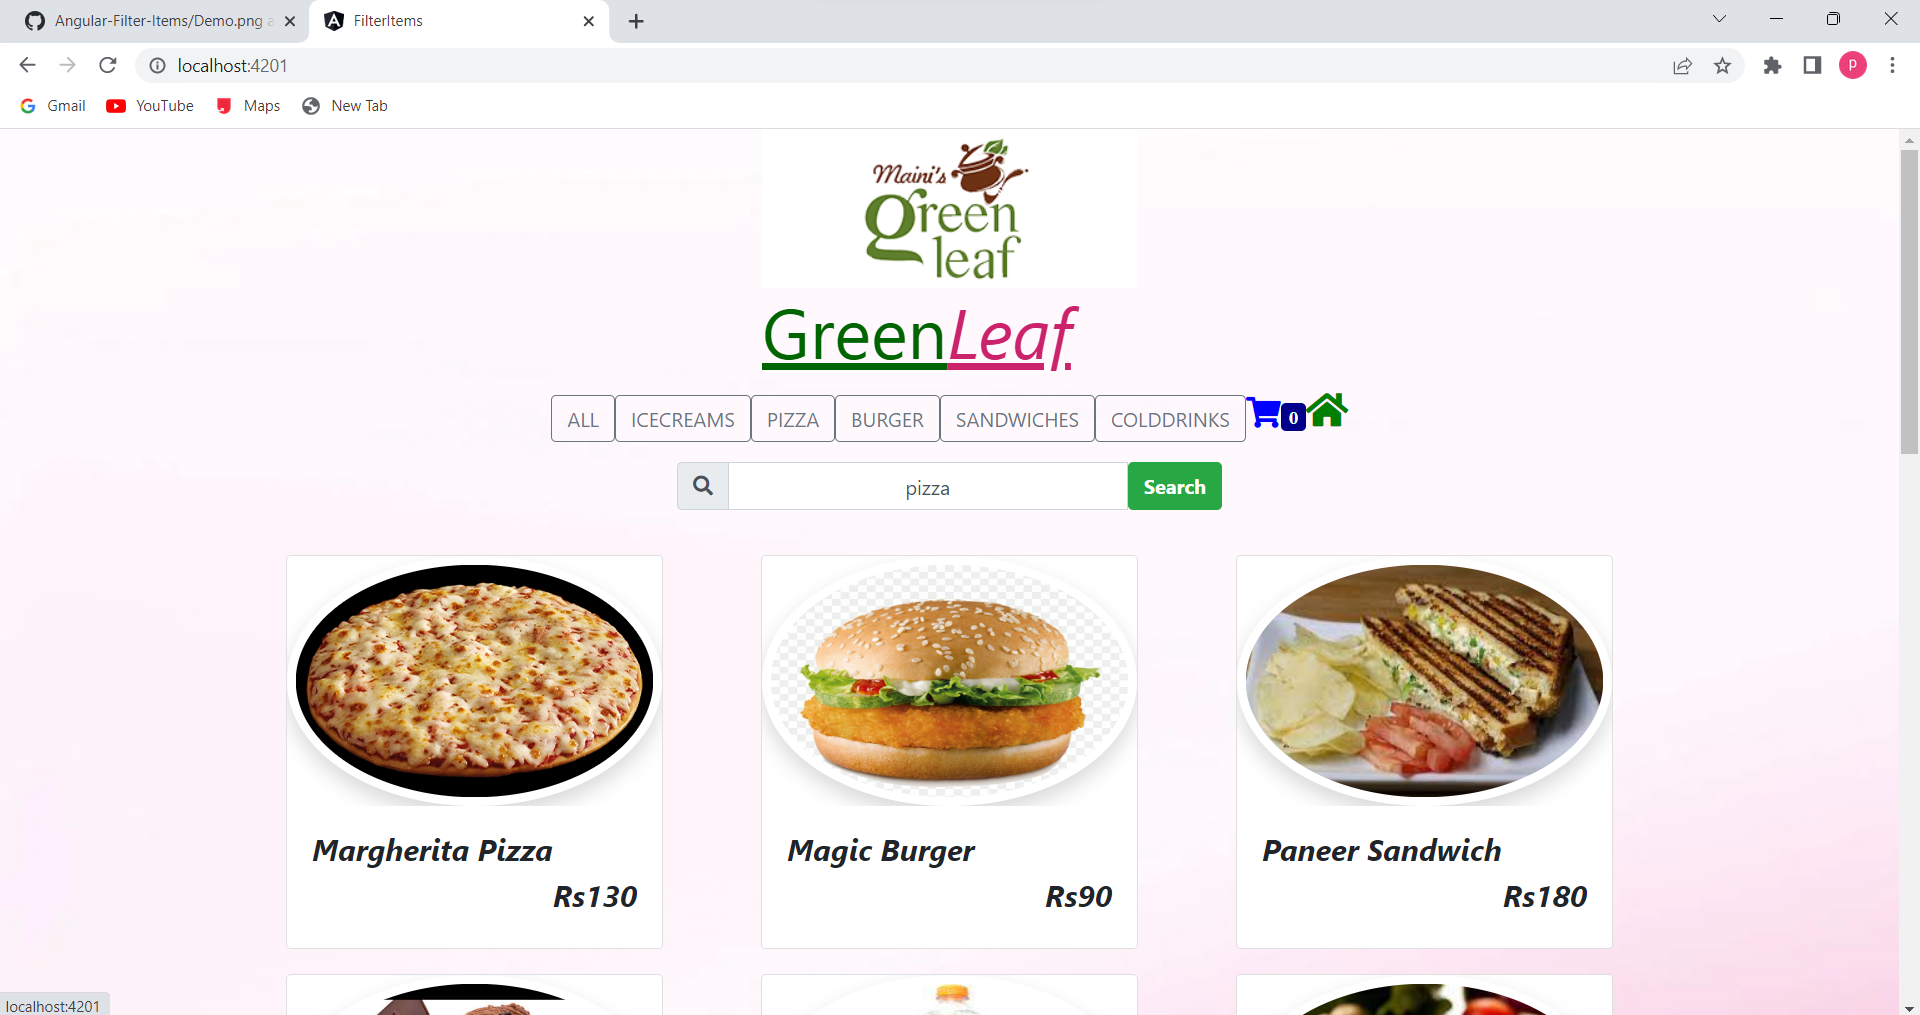 Angular-Filter-Items/Demo.png a
FilterItems
localhost:4201
P
Gmail
YouTube
Maps
New Tab
Maini's
green
leaf
GreenLeaf
ALL
ICECREAMS
PIZZA
BURGER
SANDWICHES
COLDDRINKS
0
pizza
Search
Margherita Pizza
Rs130
Magic Burger
Rs90
Paneer Sandwich
Rs180
localhost:4201